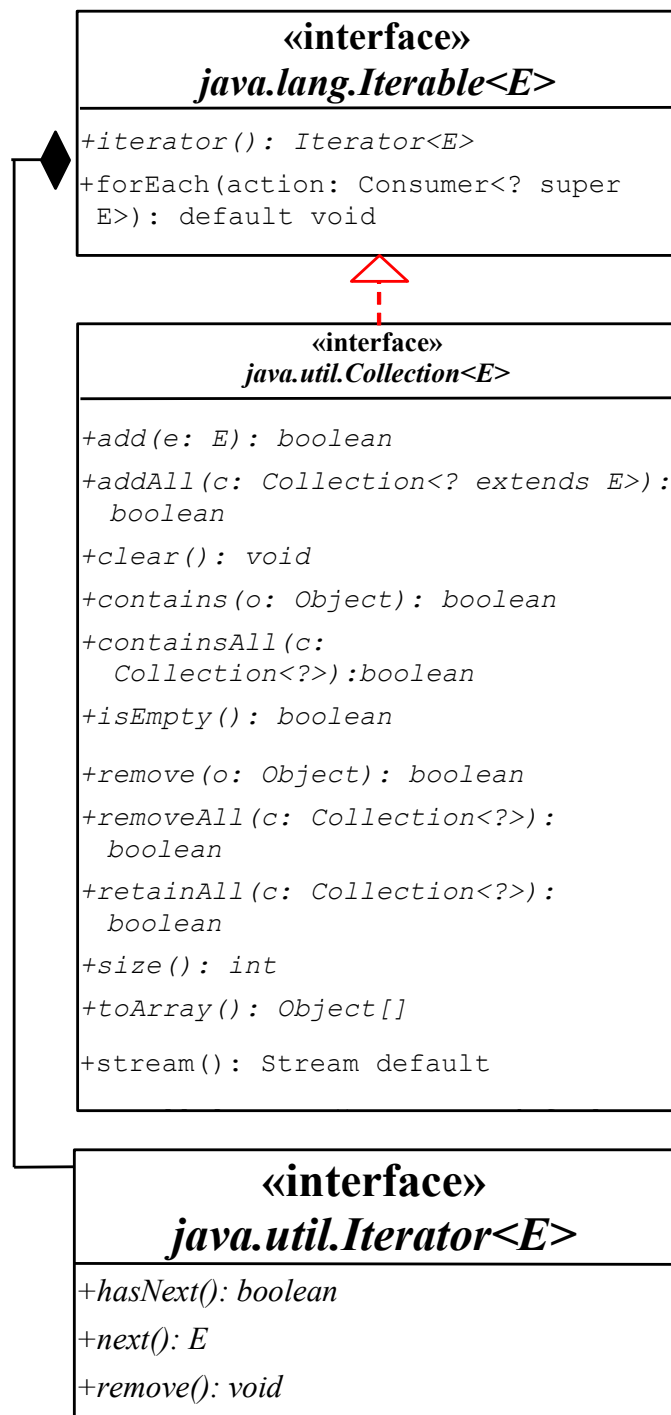 «interface»
java.lang.Iterable<E>
+iterator(): Iterator<E>
+forEach(action: Consumer<? super
E>): default void
«interface»
java.util.Collection<E>
+add(e: E): boolean
+addAll(c: Collection<? extends E>):
boolean
+clear(): void
+contains(o: Object): boolean
+containsAll(c:
Collection<?>):boolean
+isEmpty(): boolean
+remove(o: Object): boolean
+removeAll(c: Collection<?>):
boolean
+retainAll(c: Collection<?>):
boolean
+size(): int
+toArray(): Object[]
+stream(): Stream default
«interface»
java.util.Iterator<E>
+hasNext(): boolean
+next(): E
+remove(): void